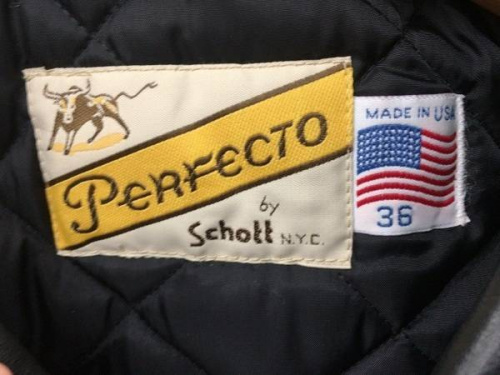 Perfecto
by
Schott N.Y.C.
MADE IN USA
36